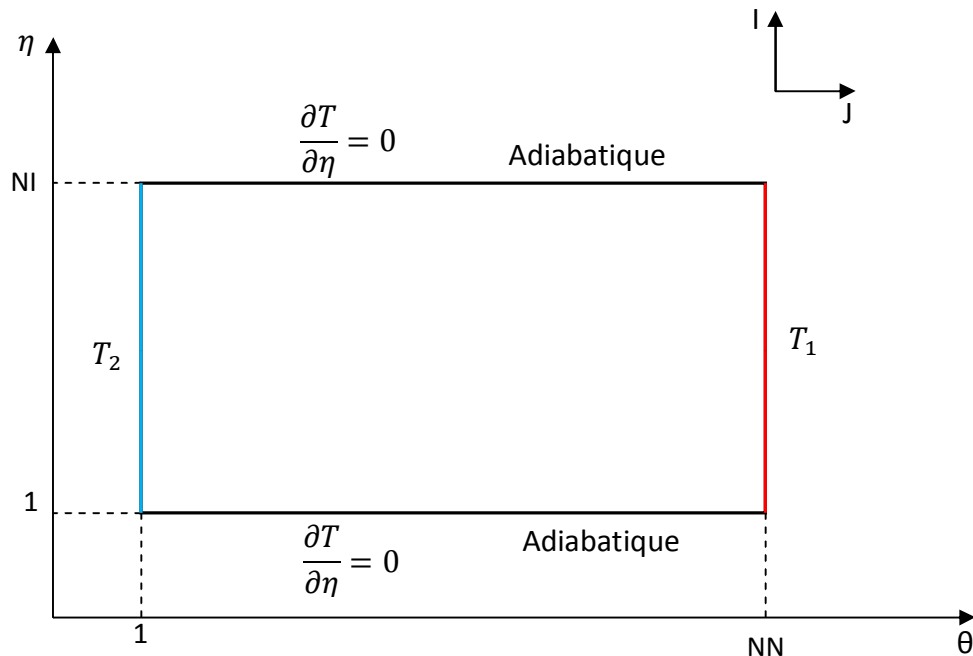 I
η
J
∂T/∂η = 0
Adiabatique
NI
T₂
T₁
1
∂T/∂η = 0
Adiabatique
1
NN
θ